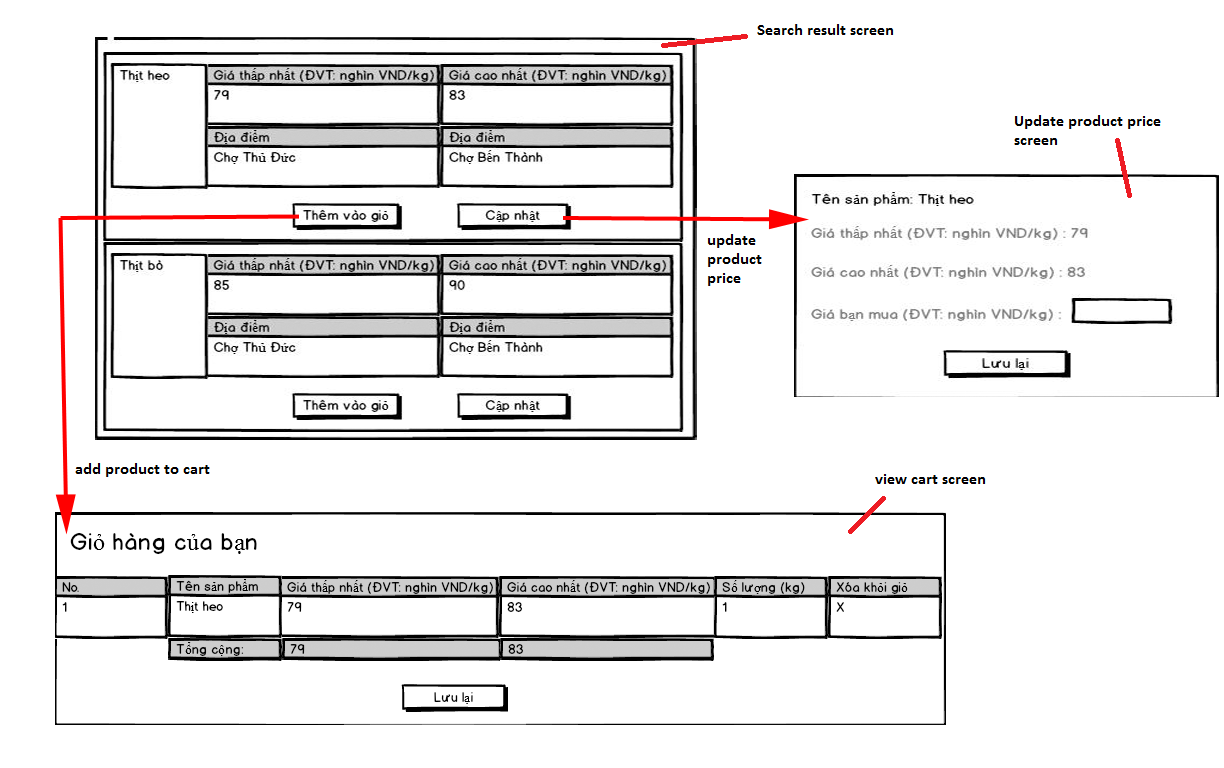 Search result screen
Thịt heo
Giá thấp nhất (ĐVT: nghìn VND/kg)
Giá cao nhất (ĐVT: nghìn VND/kg)
79
83
Địa điểm
Địa điểm
Chợ Thủ Đức
Chợ Bến Thành
Thêm vào giỏ
Cập nhật
Thịt bò
Giá thấp nhất (ĐVT: nghìn VND/kg)
Giá cao nhất (ĐVT: nghìn VND/kg)
85
90
Địa điểm
Địa điểm
Chợ Thủ Đức
Chợ Bến Thành
Thêm vào giỏ
Cập nhật
update
product
price
Update product price
screen
Tên sản phẩm: Thịt heo
Giá thấp nhất (ĐVT: nghìn VND/kg) : 79
Giá cao nhất (ĐVT: nghìn VND/kg) : 83
Giá bạn mua (ĐVT: nghìn VND/kg) :
Lưu lại
add product to cart
view cart screen
Giỏ hàng của bạn
No.
Tên sản phẩm
Giá thấp nhất (ĐVT: nghìn VND/kg)
Giá cao nhất (ĐVT: nghìn VND/kg)
Số lượng (kg)
Xóa khỏi giỏ
1
Thịt heo
79
83
1
X
Tổng cộng:
79
83
Lưu lại